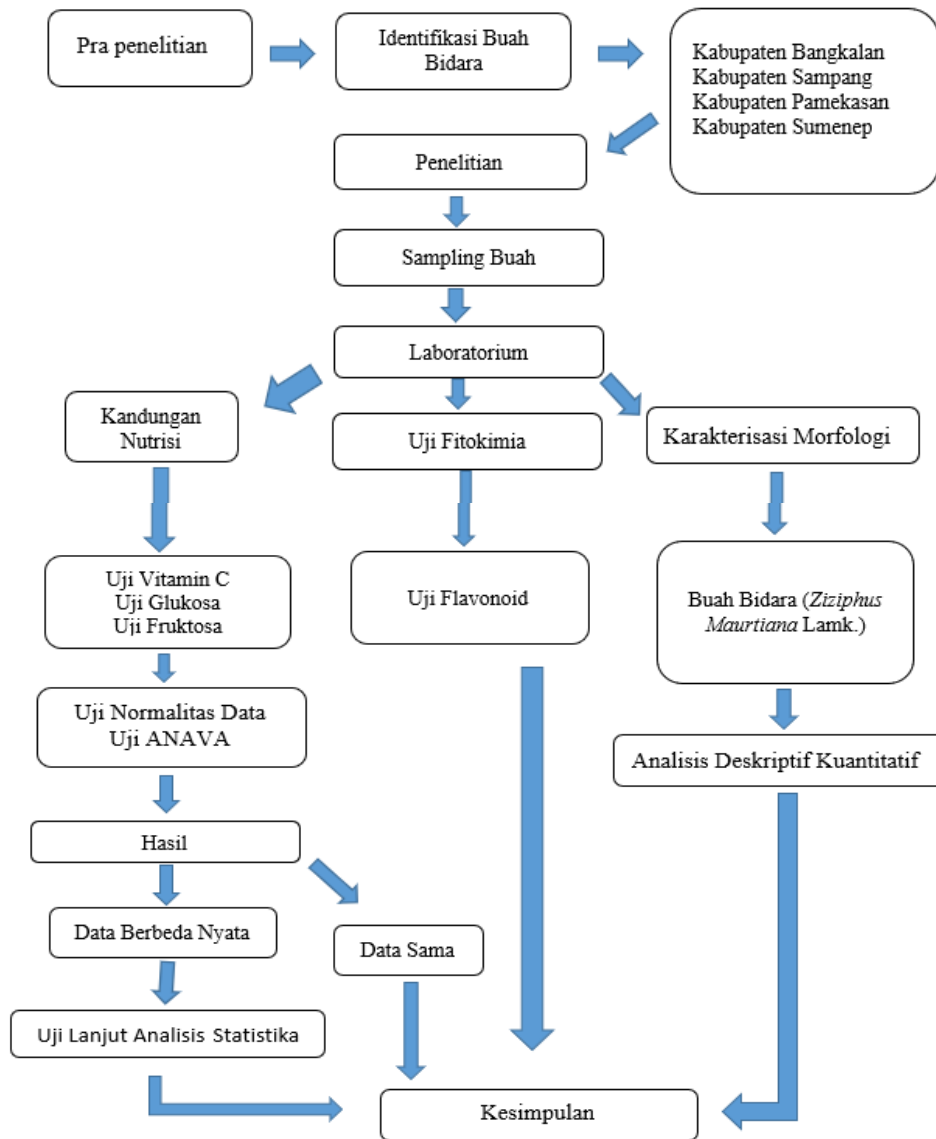 Pra penelitian
Identifikasi Buah
Bidara
Kabupaten Bangkalan
Kabupaten Sampang
Kabupaten Pamekasan
Kabupaten Sumenep
Penelitian
Sampling Buah
Laboratorium
Kandungan
Nutrisi
Uji Fitokimia
Karakterisasi Morfologi
Uji Vitamin C
Uji Glukosa
Uji Fruktosa
Uji Flavonoid
Buah Bidara (Ziziphus
Maurtiana Lamk.)
Uji Normalitas Data
Uji ANAVA
Analisis Deskriptif Kuantitatif
Hasil
Data Berbeda Nyata
Data Sama
Uji Lanjut Analisis Statistika
Kesimpulan